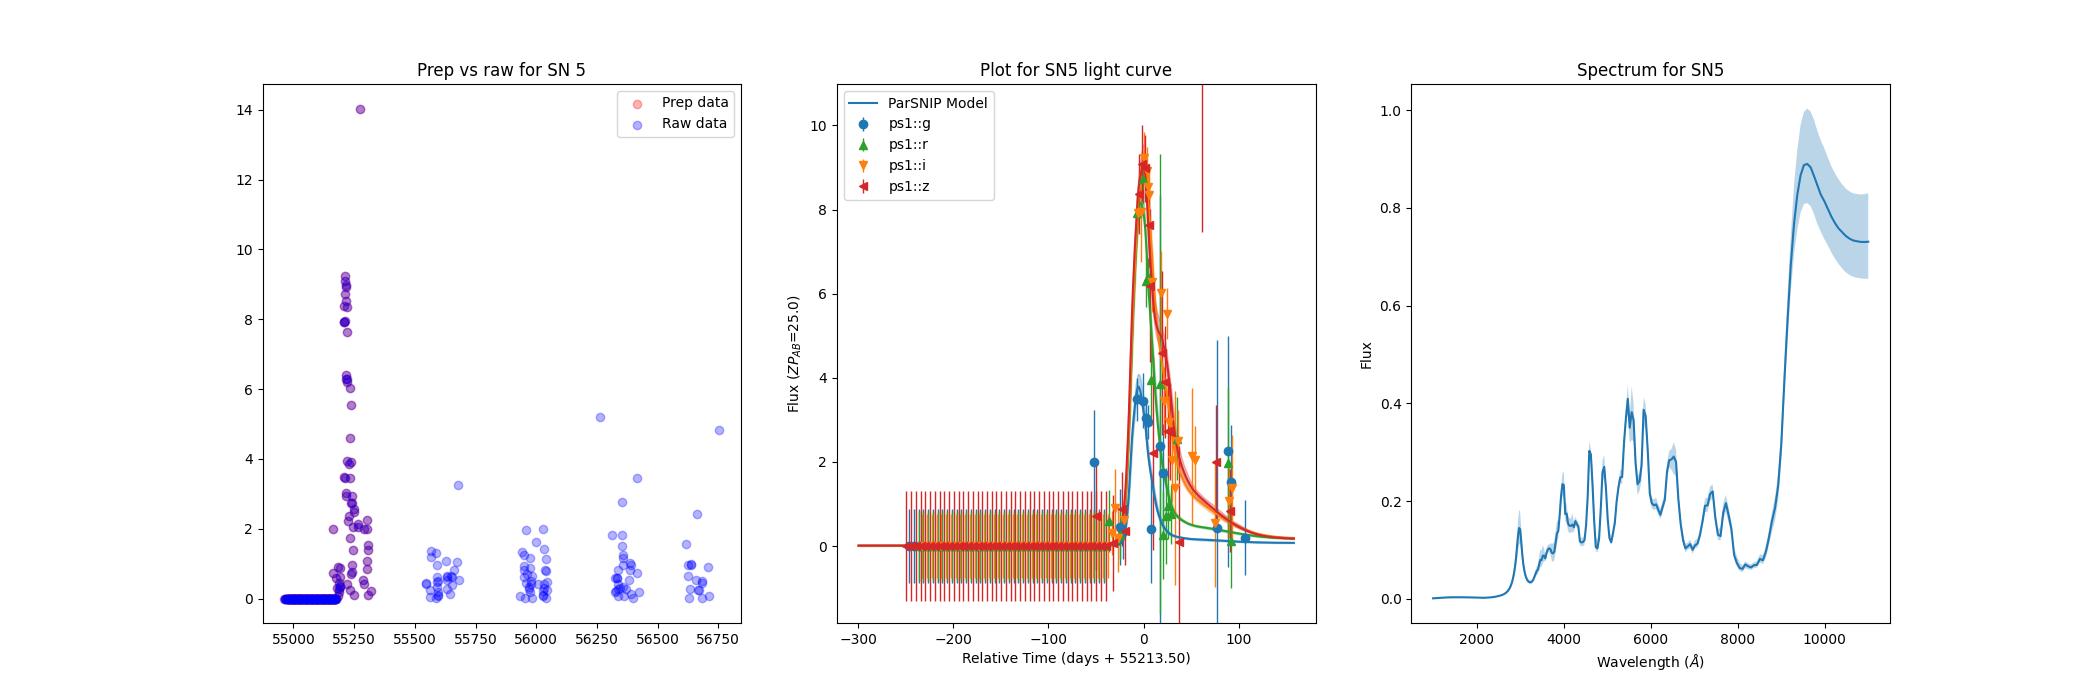 Prep vs raw for SN 5
Prep data
Raw data
14
12
10
8
6
4
2
0
55000 55250 55500 55750 56000 56250 56500 56750
Plot for SN5 light curve
ParSNIP Model
ps1::g
ps1::r
ps1::i
ps1::z
Flux (ZP_AB=25.0)
10
8
6
4
2
0
−300 −200 −100 0 100
Relative Time (days + 55213.50)
Spectrum for SN5
Flux
1.0
0.8
0.6
0.4
0.2
0.0
2000 4000 6000 8000 10000
Wavelength (Å)